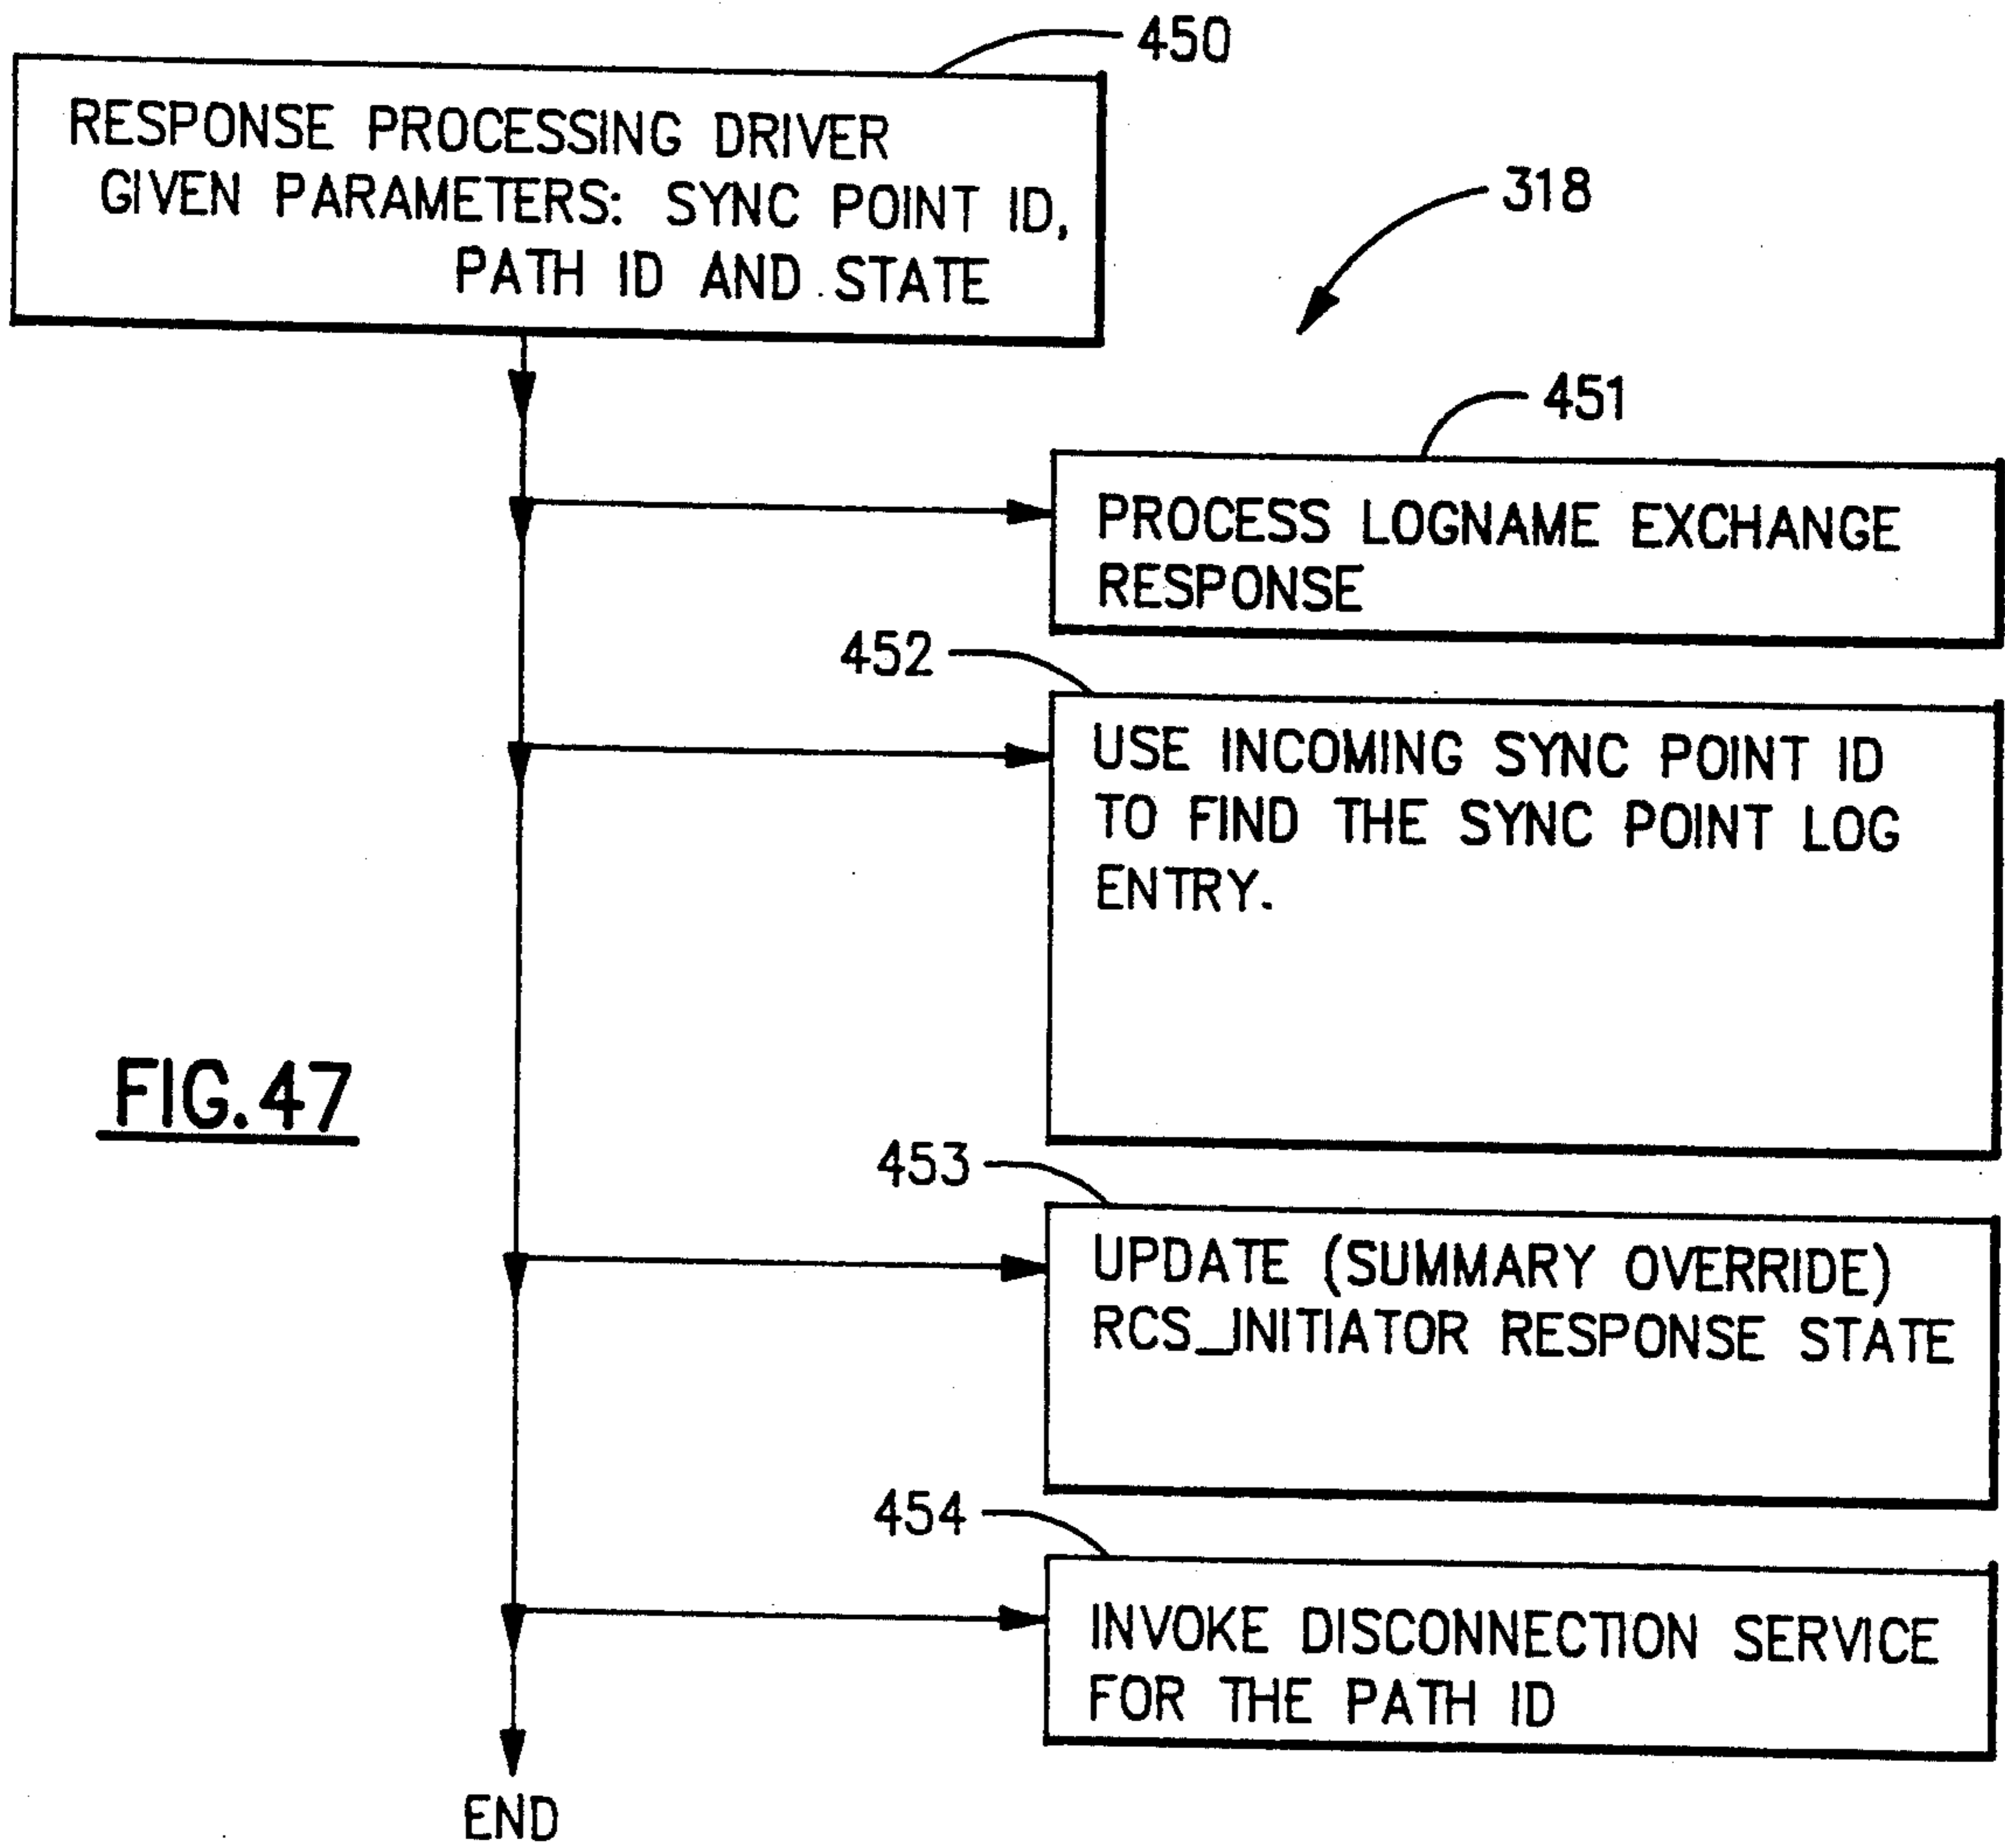 450
RESPONSE PROCESSING DRIVER
GIVEN PARAMETERS: SYNC POINT ID,
PATH ID AND STATE
318
451
PROCESS LOGNAME EXCHANGE
RESPONSE
452
USE INCOMING SYNC POINT ID
TO FIND THE SYNC POINT LOG
ENTRY.
FIG.47
453
UPDATE (SUMMARY OVERRIDE)
RCS_INITIATOR RESPONSE STATE
454
INVOKE DISCONNECTION SERVICE
FOR THE PATH ID
END